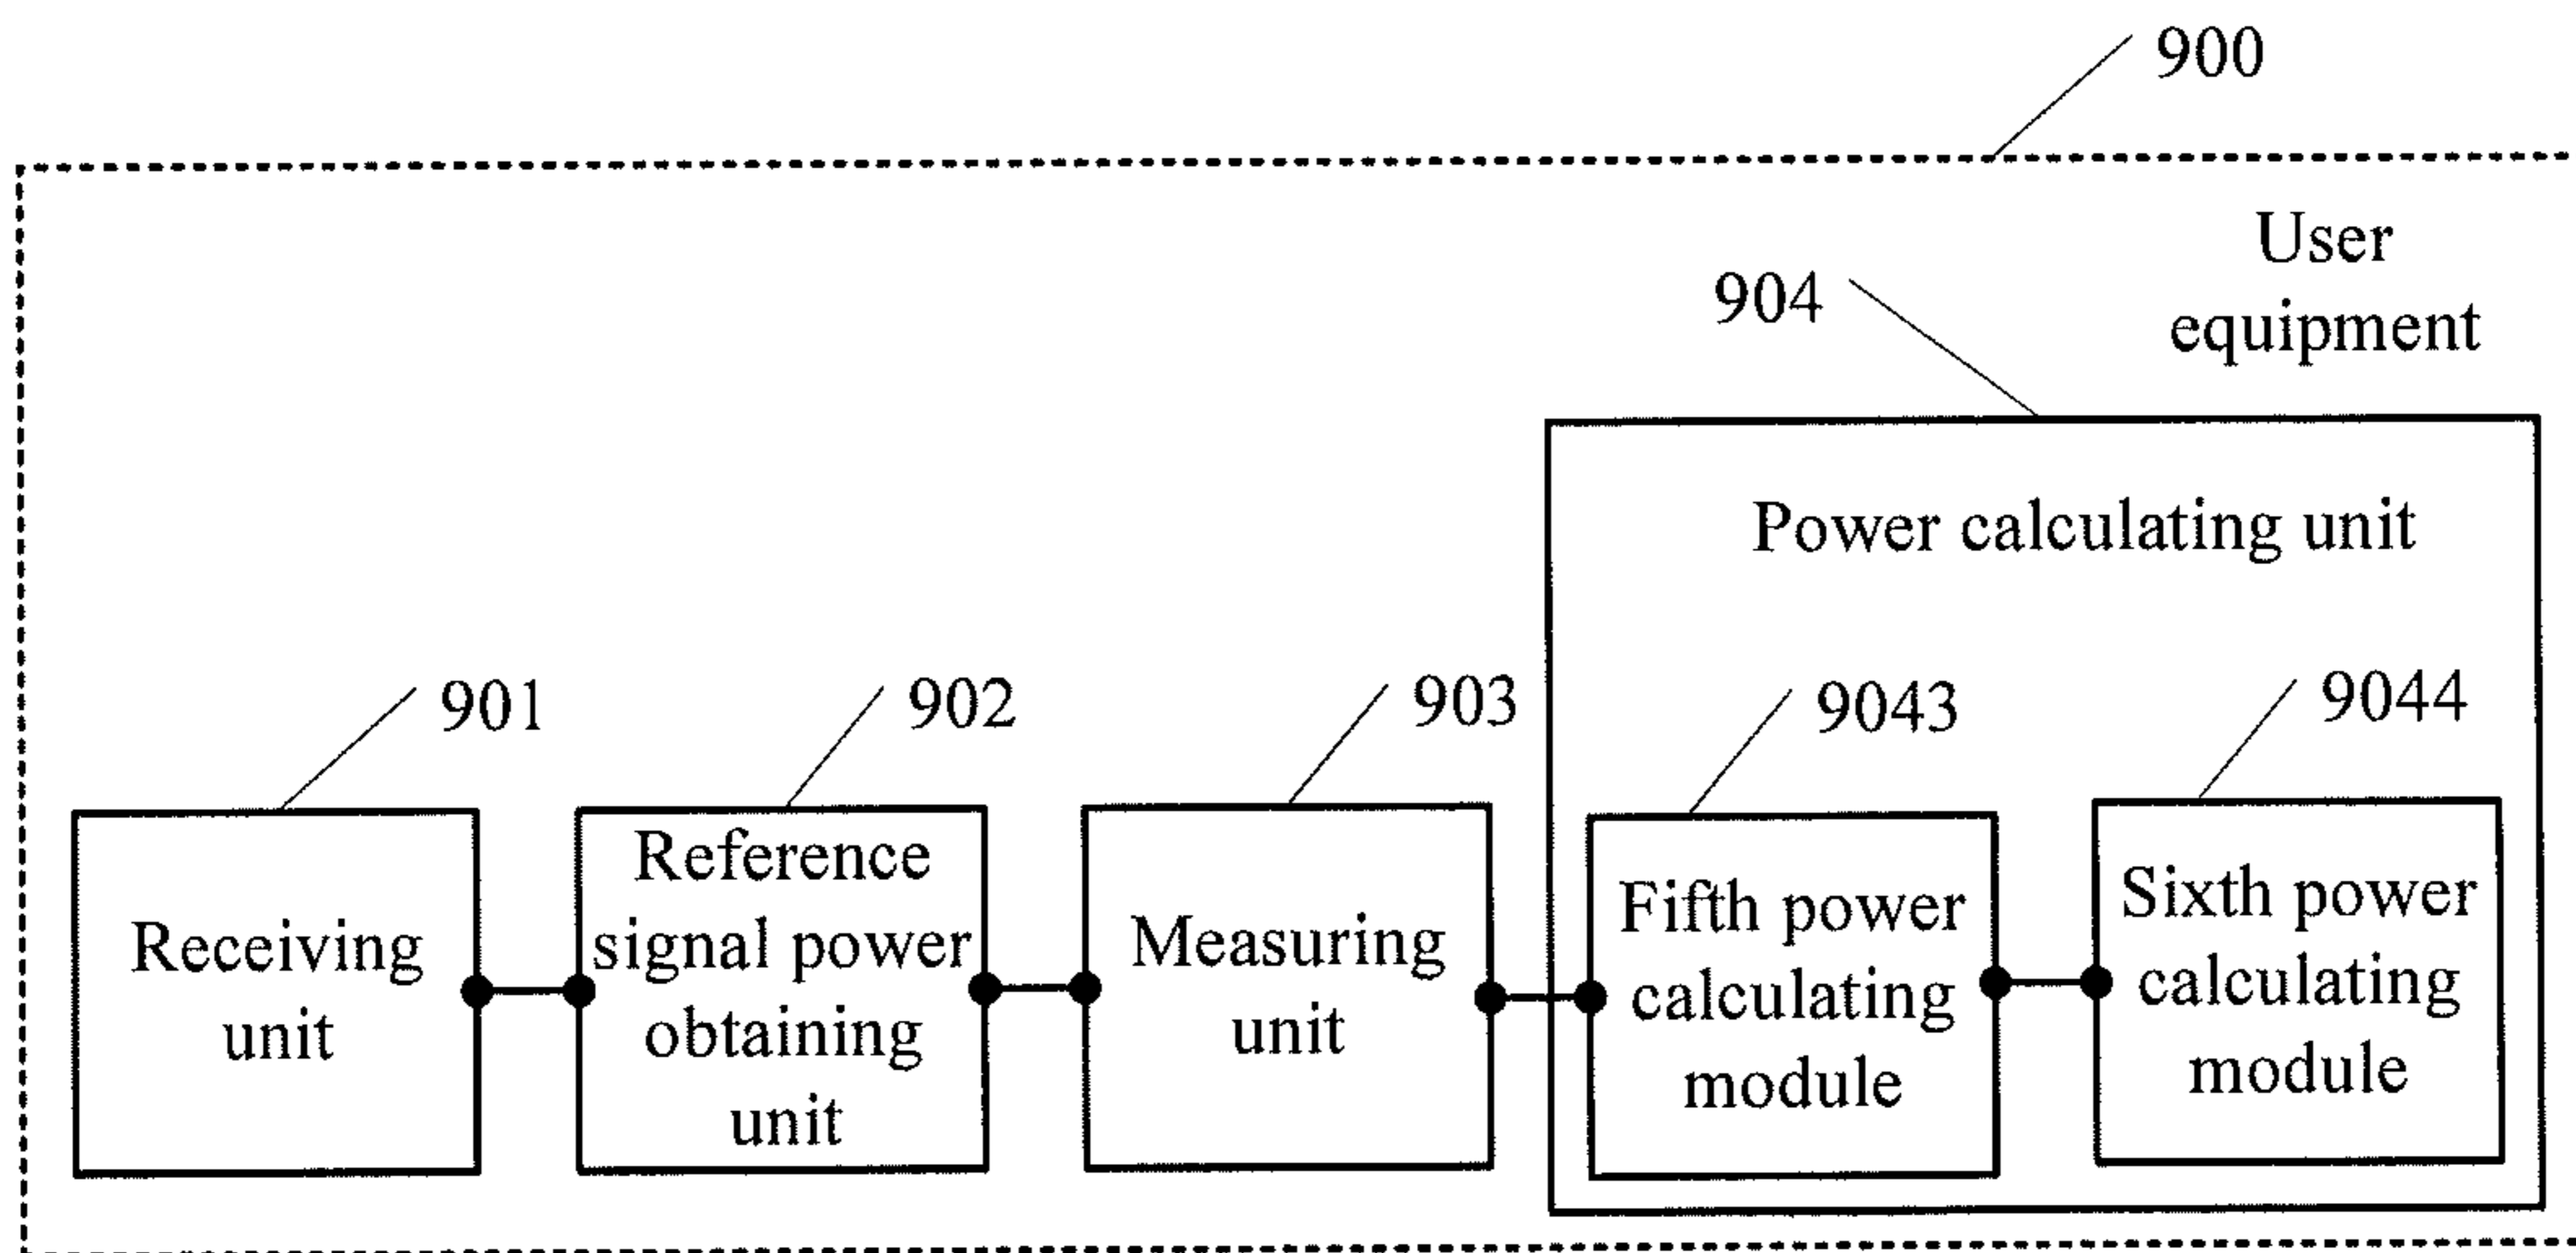 900
User
equipment
904
Power calculating unit
901
902
903
9043
9044
Receiving
unit
Reference
signal power
obtaining
unit
Measuring
unit
Fifth power
calculating
module
Sixth power
calculating
module